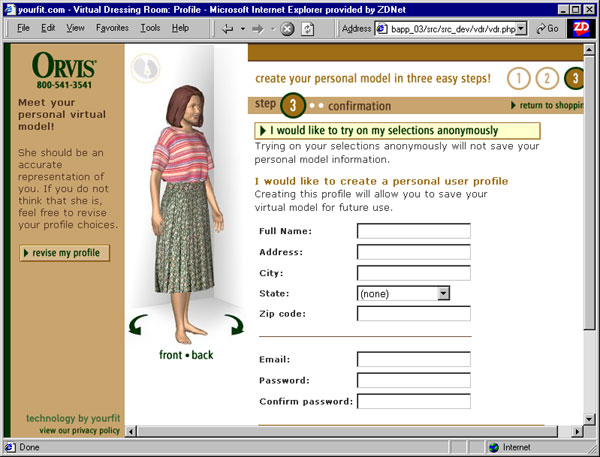 yourfit.com - Virtual Dressing Room: Profile - Microsoft Internet Explorer provided by ZDNet
File Edit View Favorites Tools Help
Address bapp_03/src/src_dev/vdr/vdr.php Go ZD
ORVIS®
800-541-3541
Meet your
personal virtual
model!
She should be an
accurate
representation of
you. If you do not
think that she is,
feel free to revise
your profile choices.
revise my profile
technology by yourfit
view our privacy policy
front • back
create your personal model in three easy steps! 1 2 3
step 3 confirmation
return to shoppin
I would like to try on my selections anonymously
Trying on your selections anonymously will not save your
personal model information.
I would like to create a personal user profile
Creating this profile will allow you to save your
virtual model for future use.
Full Name:
Address:
City:
State: (none)
Zip code:
Email:
Password:
Confirm password:
Done Internet